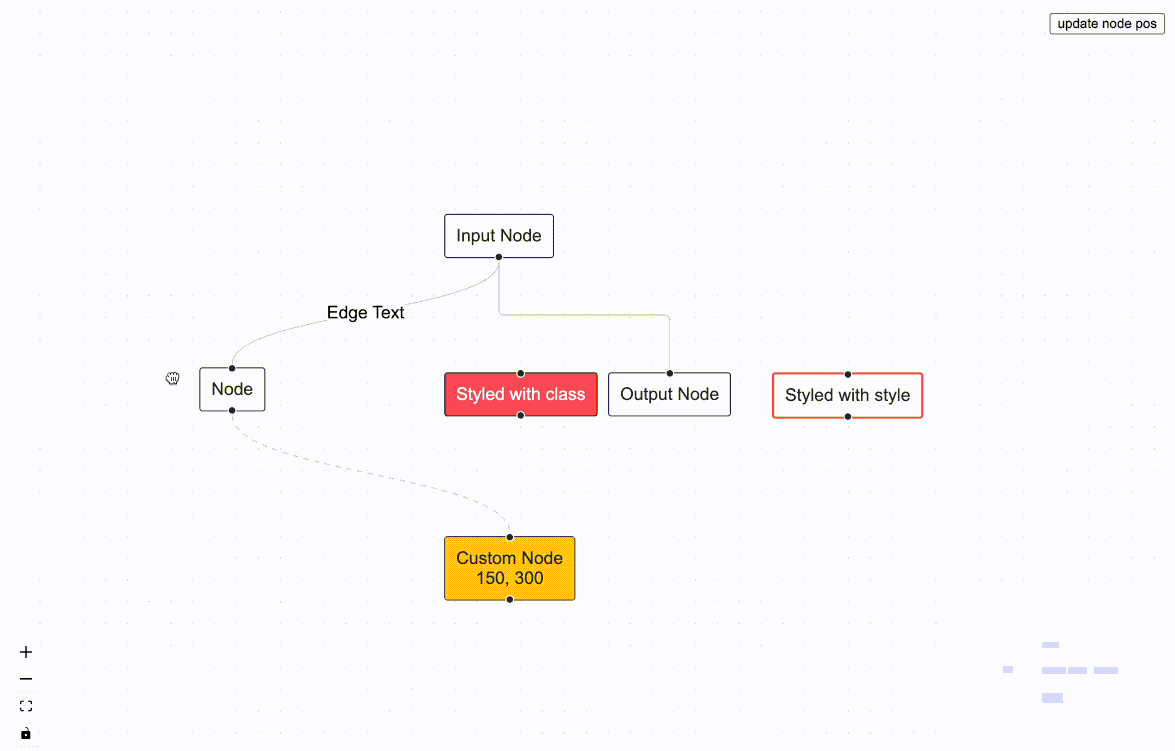 update node pos
Input Node
Edge Text
Node
Styled with class
Output Node
Styled with style
Custom Node
150, 300